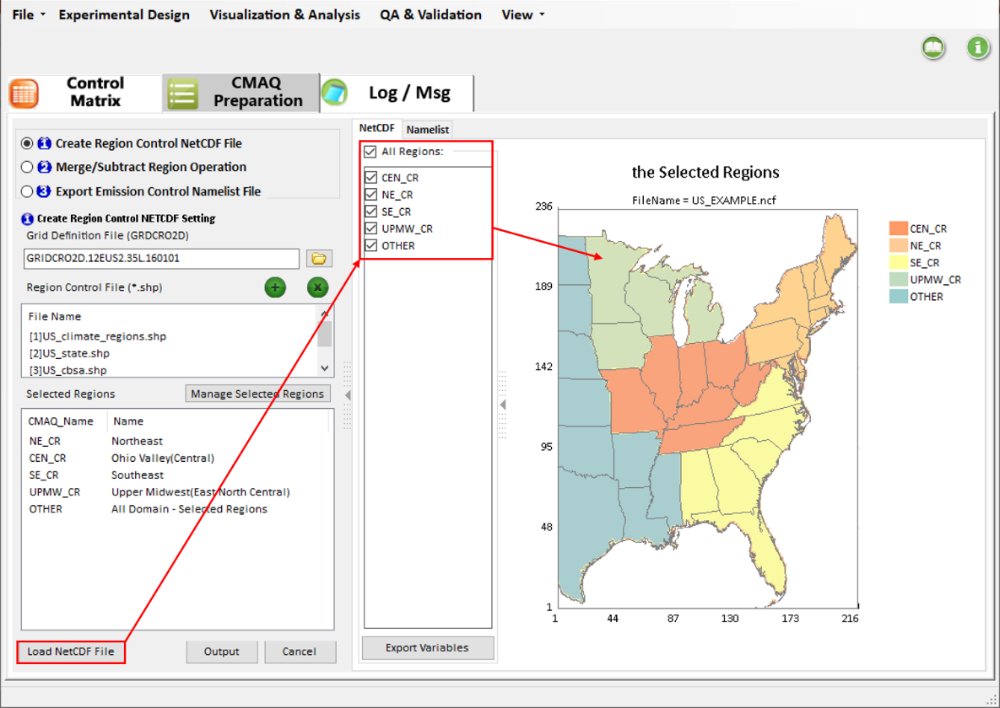 File Experimental Design Visualization & Analysis QA & Validation View
Control Matrix
CMAQ Preparation
Log / Msg
1 Create Region Control NetCDF File
2 Merge/Subtract Region Operation
3 Export Emission Control Namelist File
1 Create Region Control NETCDF Setting
Grid Definition File (GRDCRO2D)
GRIDCRO2D.12EUS2.35L.160101
Region Control File (*.shp)
File Name
[1]US_climate_regions.shp
[2]US_state.shp
[3]US_cbsa.shp
Selected Regions Manage Selected Regions
CMAQ_Name Name
NE_CR Northeast
CEN_CR Ohio Valley(Central)
SE_CR Southeast
UPMW_CR Upper Midwest(East North Central)
OTHER All Domain - Selected Regions
Load NetCDF File Output Cancel
NetCDF Namelist
All Regions:
CEN_CR
NE_CR
SE_CR
UPMW_CR
OTHER
Export Variables
the Selected Regions
FileName = US_EXAMPLE.ncf
236
189
142
95
48
1
1 44 87 130 173 216
CEN_CR
NE_CR
SE_CR
UPMW_CR
OTHER